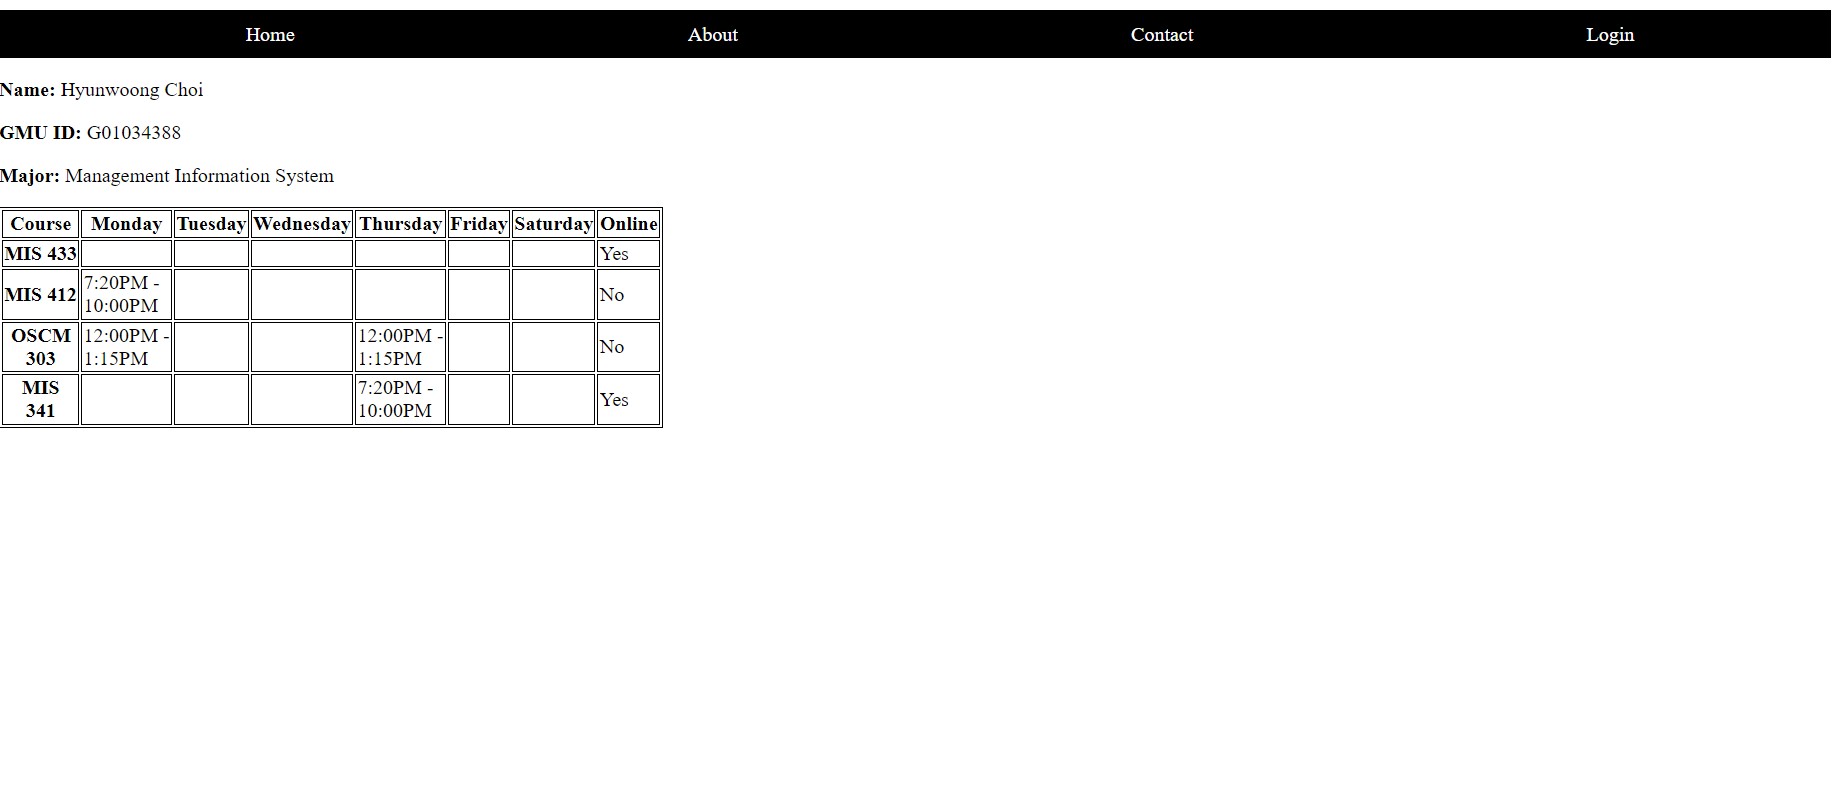 Home About Contact Login
Name: Hyunwoong Choi
GMU ID: G01034388
Major: Management Information System
Course Monday Tuesday Wednesday Thursday Friday Saturday Online
MIS 433 Yes
MIS 412 7:20PM - 10:00PM No
OSCM 303 12:00PM - 1:15PM 12:00PM - 1:15PM No
MIS 341 7:20PM - 10:00PM Yes